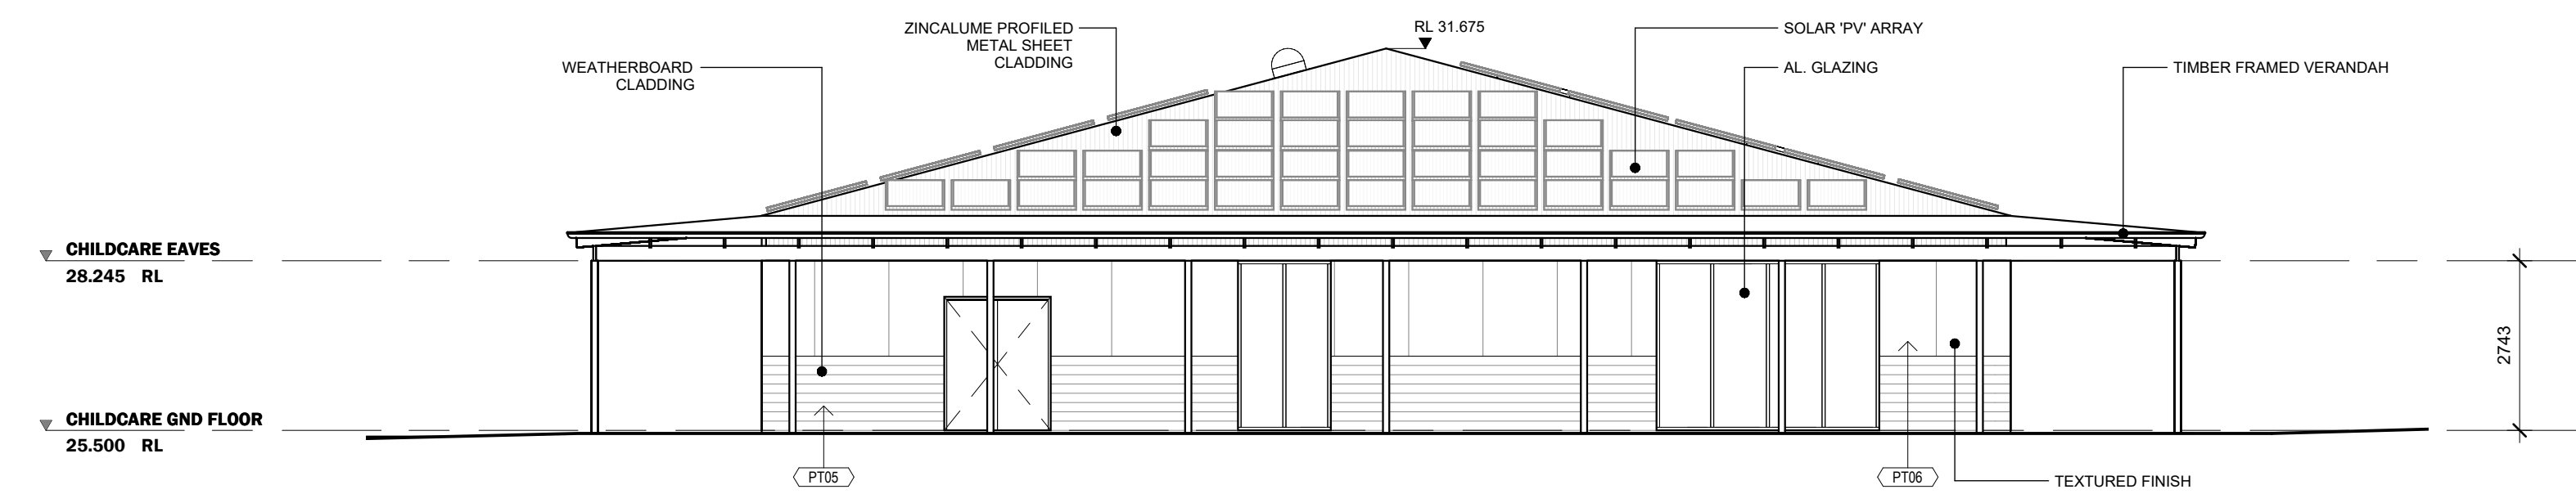 ZINCALUME PROFILED
METAL SHEET
CLADDING
RL 31.675
SOLAR 'PV' ARRAY
WEATHERBOARD
CLADDING
AL. GLAZING
TIMBER FRAMED VERANDAH
CHILDCARE EAVES
28.245 RL
2743
CHILDCARE GND FLOOR
25.500 RL
PT05
PT06
TEXTURED FINISH